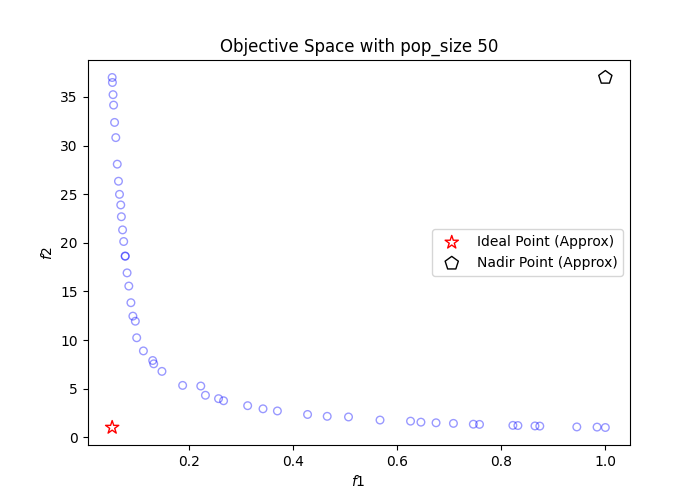 Objective Space with pop_size 50
f2
35
30
25
20
15
10
5
0
Ideal Point (Approx)
Nadir Point (Approx)
0.2
0.4
0.6
0.8
1.0
f1